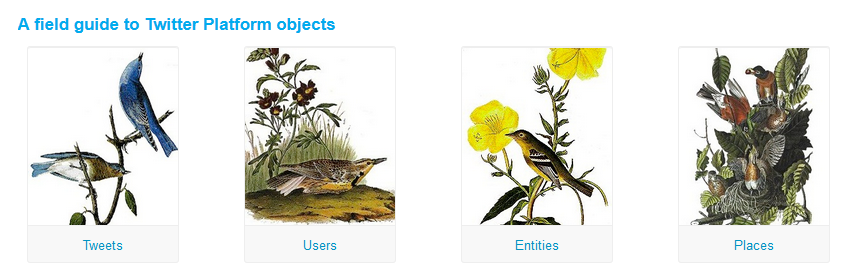 A field guide to Twitter Platform objects
Tweets
Users
Entities
Places